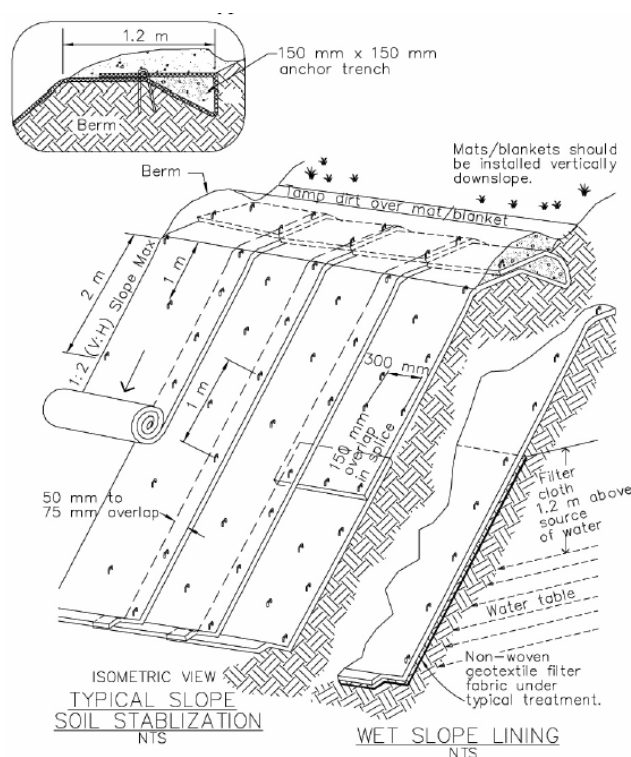 1.2 m
150 mm x 150 mm
anchor trench
Berm
Mats/blankets should
be installed vertically
downslope.
Berm
Tamp dirt over mat/blanket
2 m
1 m
1:2 (V:H) Slope Max
300 mm
1 m
150 mm
overlap
in splice
50 mm to
75 mm overlap
Filter
cloth
1.2 m above
source
of water
Water table
Non-woven
geotextile filter
fabric under
typical treatment.
ISOMETRIC VIEW
TYPICAL SLOPE
SOIL STABLIZATION
NTS
WET SLOPE LINING
NTS